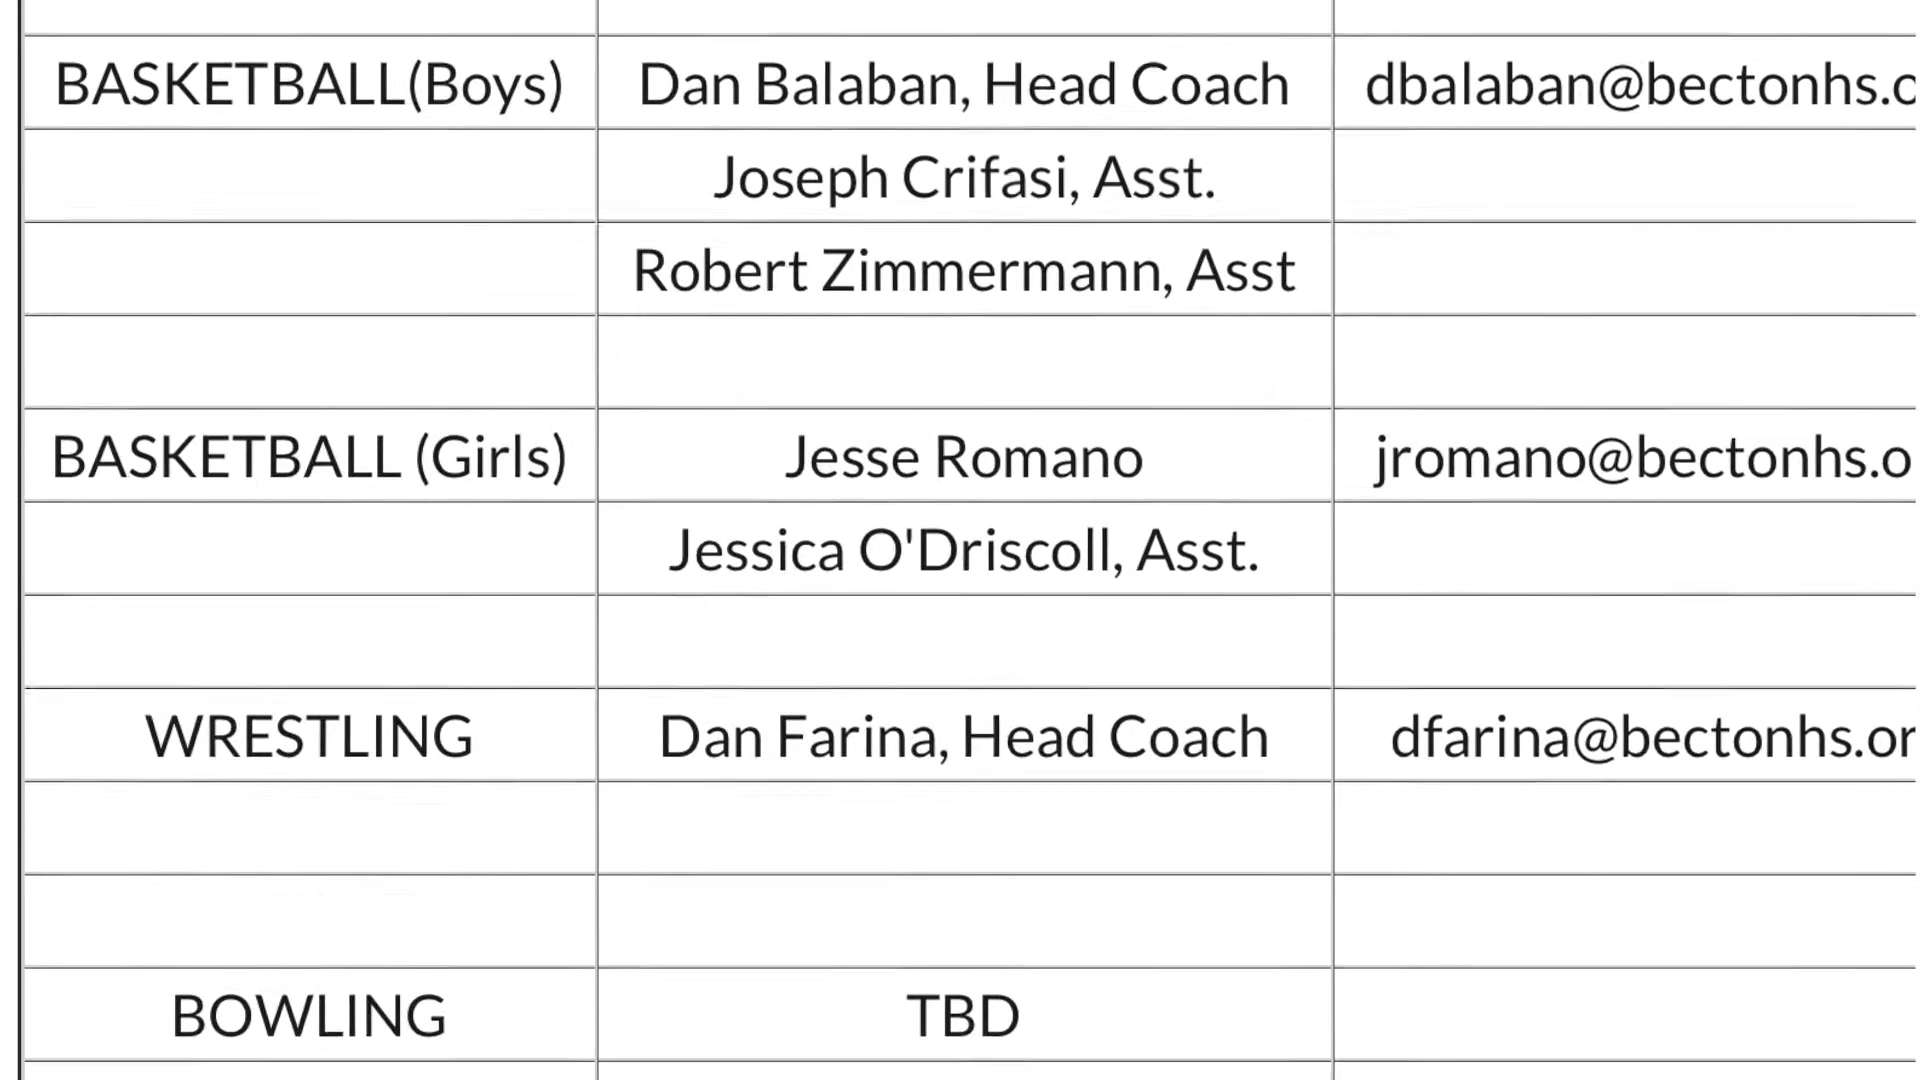 BASKETBALL(Boys) Dan Balaban, Head Coach dbalaban@bectonhs.o
Joseph Crifasi, Asst.
Robert Zimmermann, Asst
BASKETBALL (Girls) Jesse Romano jromano@bectonhs.o
Jessica O'Driscoll, Asst.
WRESTLING Dan Farina, Head Coach dfarina@bectonhs.or
BOWLING TBD